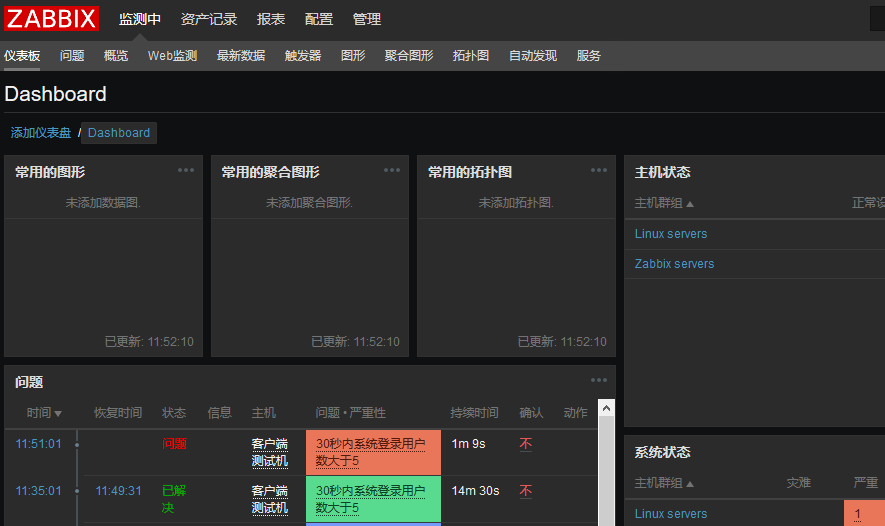 ZABBIX 监测中 资产记录 报表 配置 管理
仪表板 问题 概览 Web监测 最新数据 触发器 图形 聚合图形 拓扑图 自动发现 服务
Dashboard
添加仪表盘 / Dashboard
常用的图形 ••• 常用的聚合图形 ••• 常用的拓扑图 ••• 主机状态
未添加数据图. 未添加聚合图形. 未添加拓扑图. 主机群组 ▲ 正常
Linux servers
Zabbix servers
已更新: 11:52:10 已更新: 11:52:10 已更新: 11:52:10
问题 •••
时间 ▼ 恢复时间 状态 信息 主机 问题 • 严重性 持续时间 确认 动作
11:51:01 问题 客户端 30秒内系统登录用户 1m 9s 不
测试机 数大于5
11:35:01 11:49:31 已解 客户端 30秒内系统登录用户 14m 30s 不
决 测试机 数大于5
系统状态
主机群组 ▲ 灾难 严重
Linux servers 1